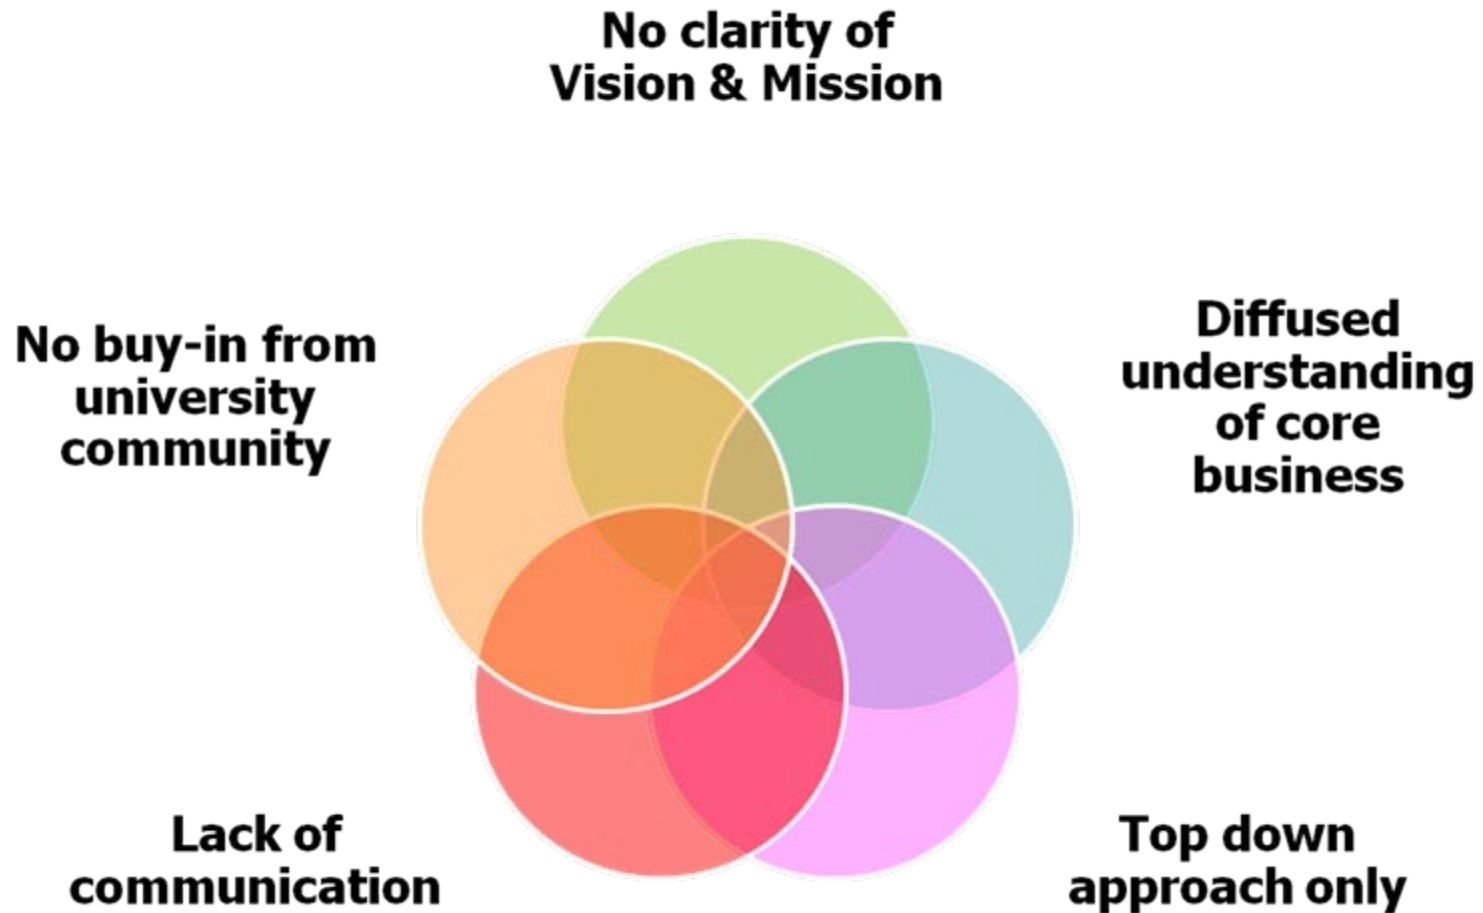 No clarity of
Vision & Mission
Diffused
understanding
of core
business
Top down
approach only
Lack of
communication
No buy-in from
university
community